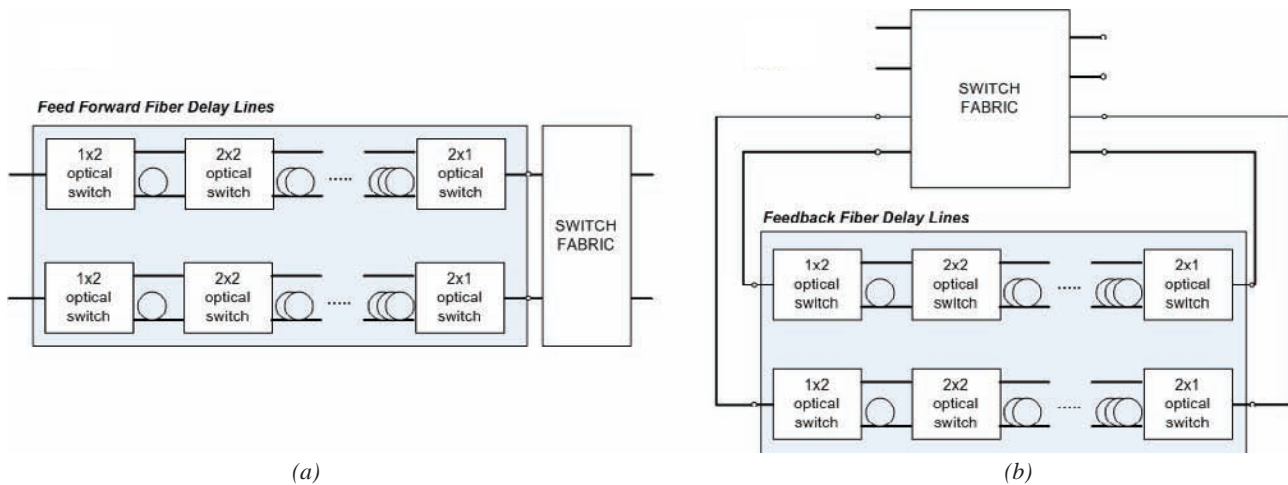 Feed Forward Fiber Delay Lines
1x2
optical
switch
2x2
optical
switch
.....
2x1
optical
switch
1x2
optical
switch
2x2
optical
switch
.....
2x1
optical
switch
SWITCH
FABRIC
(a)
SWITCH
FABRIC
Feedback Fiber Delay Lines
1x2
optical
switch
2x2
optical
switch
.....
2x1
optical
switch
1x2
optical
switch
2x2
optical
switch
.....
2x1
optical
switch
(b)